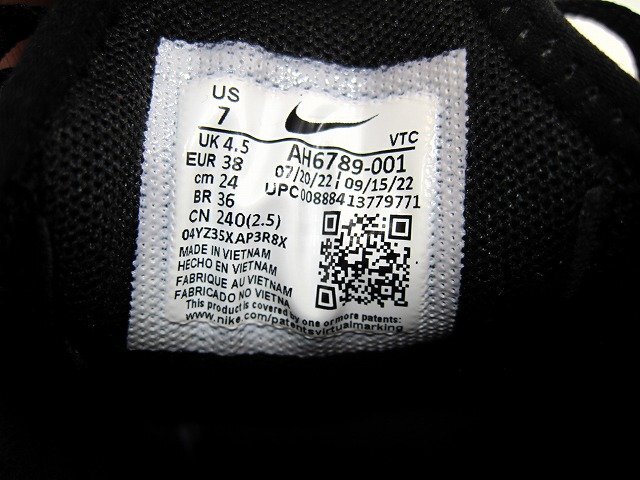 US
7
VTC
UK 4.5
AH6789-001
EUR 38
07/20/22 | 09/15/22
cm 24
UPC00888413779771
BR 36
CN 240(2.5)
04YZ35XAP3R8X
MADE IN VIETNAM
HECHO EN VIETNAM
FABRIQUE AU VIETNAM
FABRICADO NO VIETNA
This product is covered by one or more patents:
www.nike.com/patentsvirtualmarking